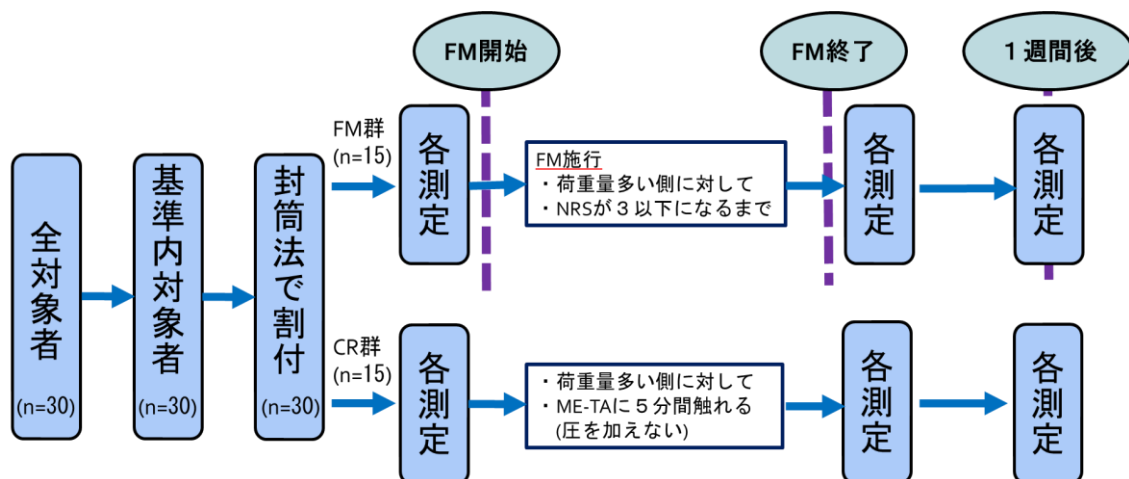 FM開始
FM終了
１週間後
全対象者
(n=30)
基準内対象者
(n=30)
封筒法で割付
(n=30)
FM群
(n=15)
各測定
FM施行
・荷重量多い側に対して
・NRSが３以下になるまで
各測定
各測定
CR群
(n=15)
各測定
・荷重量多い側に対して
・ME-TAに５分間触れる
(圧を加えない)
各測定
各測定